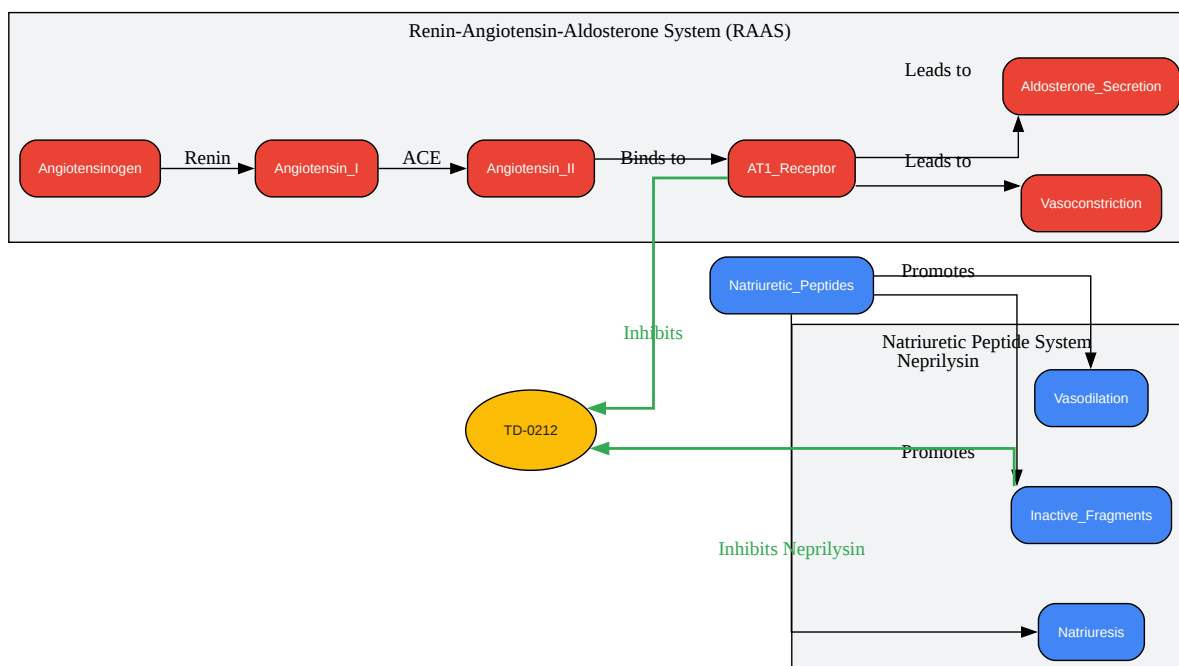 Renin-Angiotensin-Aldosterone System (RAAS)
Leads to
Aldosterone_Secretion
Angiotensinogen
Renin
Angiotensin_I
ACE
Angiotensin_II
Binds to
AT1_Receptor
Leads to
Vasoconstriction
Natriuretic_Peptides
Promotes
Inhibits
Natriuretic Peptide System
Neprilysin
Vasodilation
TD-0212
Promotes
Inactive_Fragments
Inhibits Neprilysin
Natriuresis